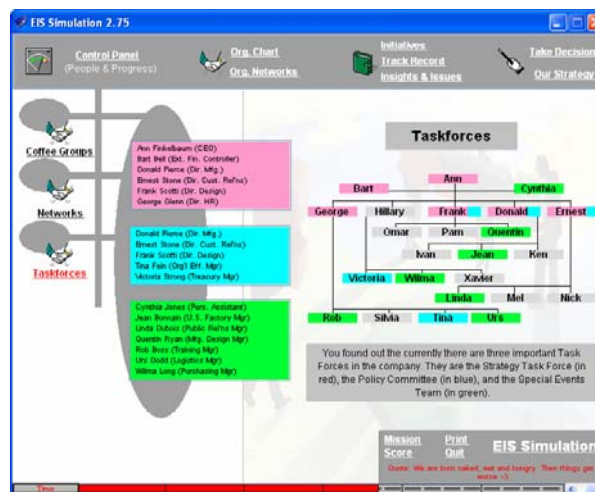 EIS Simulation 2.75
Control Panel
(People & Progress)
Org. Chart
Org. Networks
Initiatives
Track Record
Insights & Issues
Take Decision
Our Strategy
Coffee Groups
Networks
Taskforces
Ann Finkelbaum (CEO)
Bart Bell (Ext. Fin. Controller)
Donald Pierce (Dir. Mfg.)
Ernest Stone (Dir. Cust. Rel'ns)
Frank Scotti (Dir. Design)
George Glenn (Dir. HR)
Donald Pierce (Dir. Mfg.)
Ernest Stone (Dir. Cust. Rel'ns)
Frank Scotti (Dir. Design)
Tina Fein (Org'l Eff. Mgr)
Victoria Strong (Treasury Mgr)
Cynthia Jones (Pers. Assistant)
Jean Bonnain (U.S. Factory Mgr)
Linda Dubois (Public Rel'ns Mgr)
Quentin Ryan (Mfg. Design Mgr)
Rob Boss (Training Mgr)
Urs Dodd (Logistics Mgr)
Wilma Long (Purchasing Mgr)
Taskforces
Ann
Bart
Cynthia
George
Hillary
Frank
Donald
Ernest
Omar
Pam
Quentin
Ivan
Jean
Ken
Victoria
Wilma
Xavier
Linda
Mel
Nick
Rob
Silvia
Tina
Urs
You found out the currently there are three important Task
Forces in the company. They are the Strategy Task Force (in
red), the Policy Committee (in blue), and the Special Events
Team (in green).
Mission
Score
Print
Quit
EIS Simulation
Quote: We are born naked, wet and hungry. Then things get
worse :-)
Time